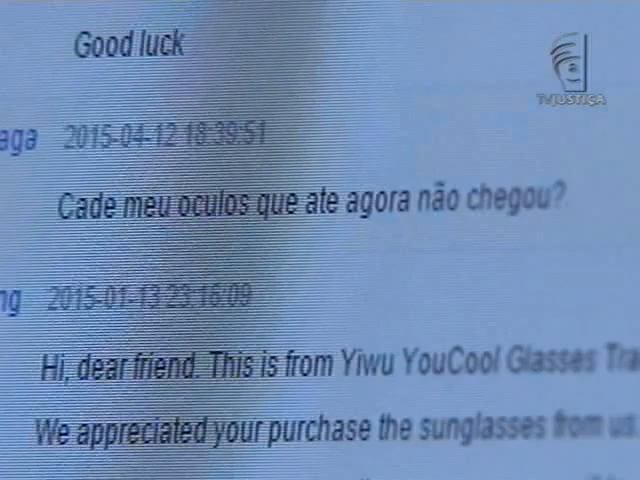 Good luck
TVJUSTIÇA
aga 2015-04-12 18:39:51
Cade meu oculos que ate agora não chegou?
ng 2015-01-13 23:16:09
Hi, dear friend. This is from Yiwu YouCool Glasses Tra
We appreciated your purchase the sunglasses from us.